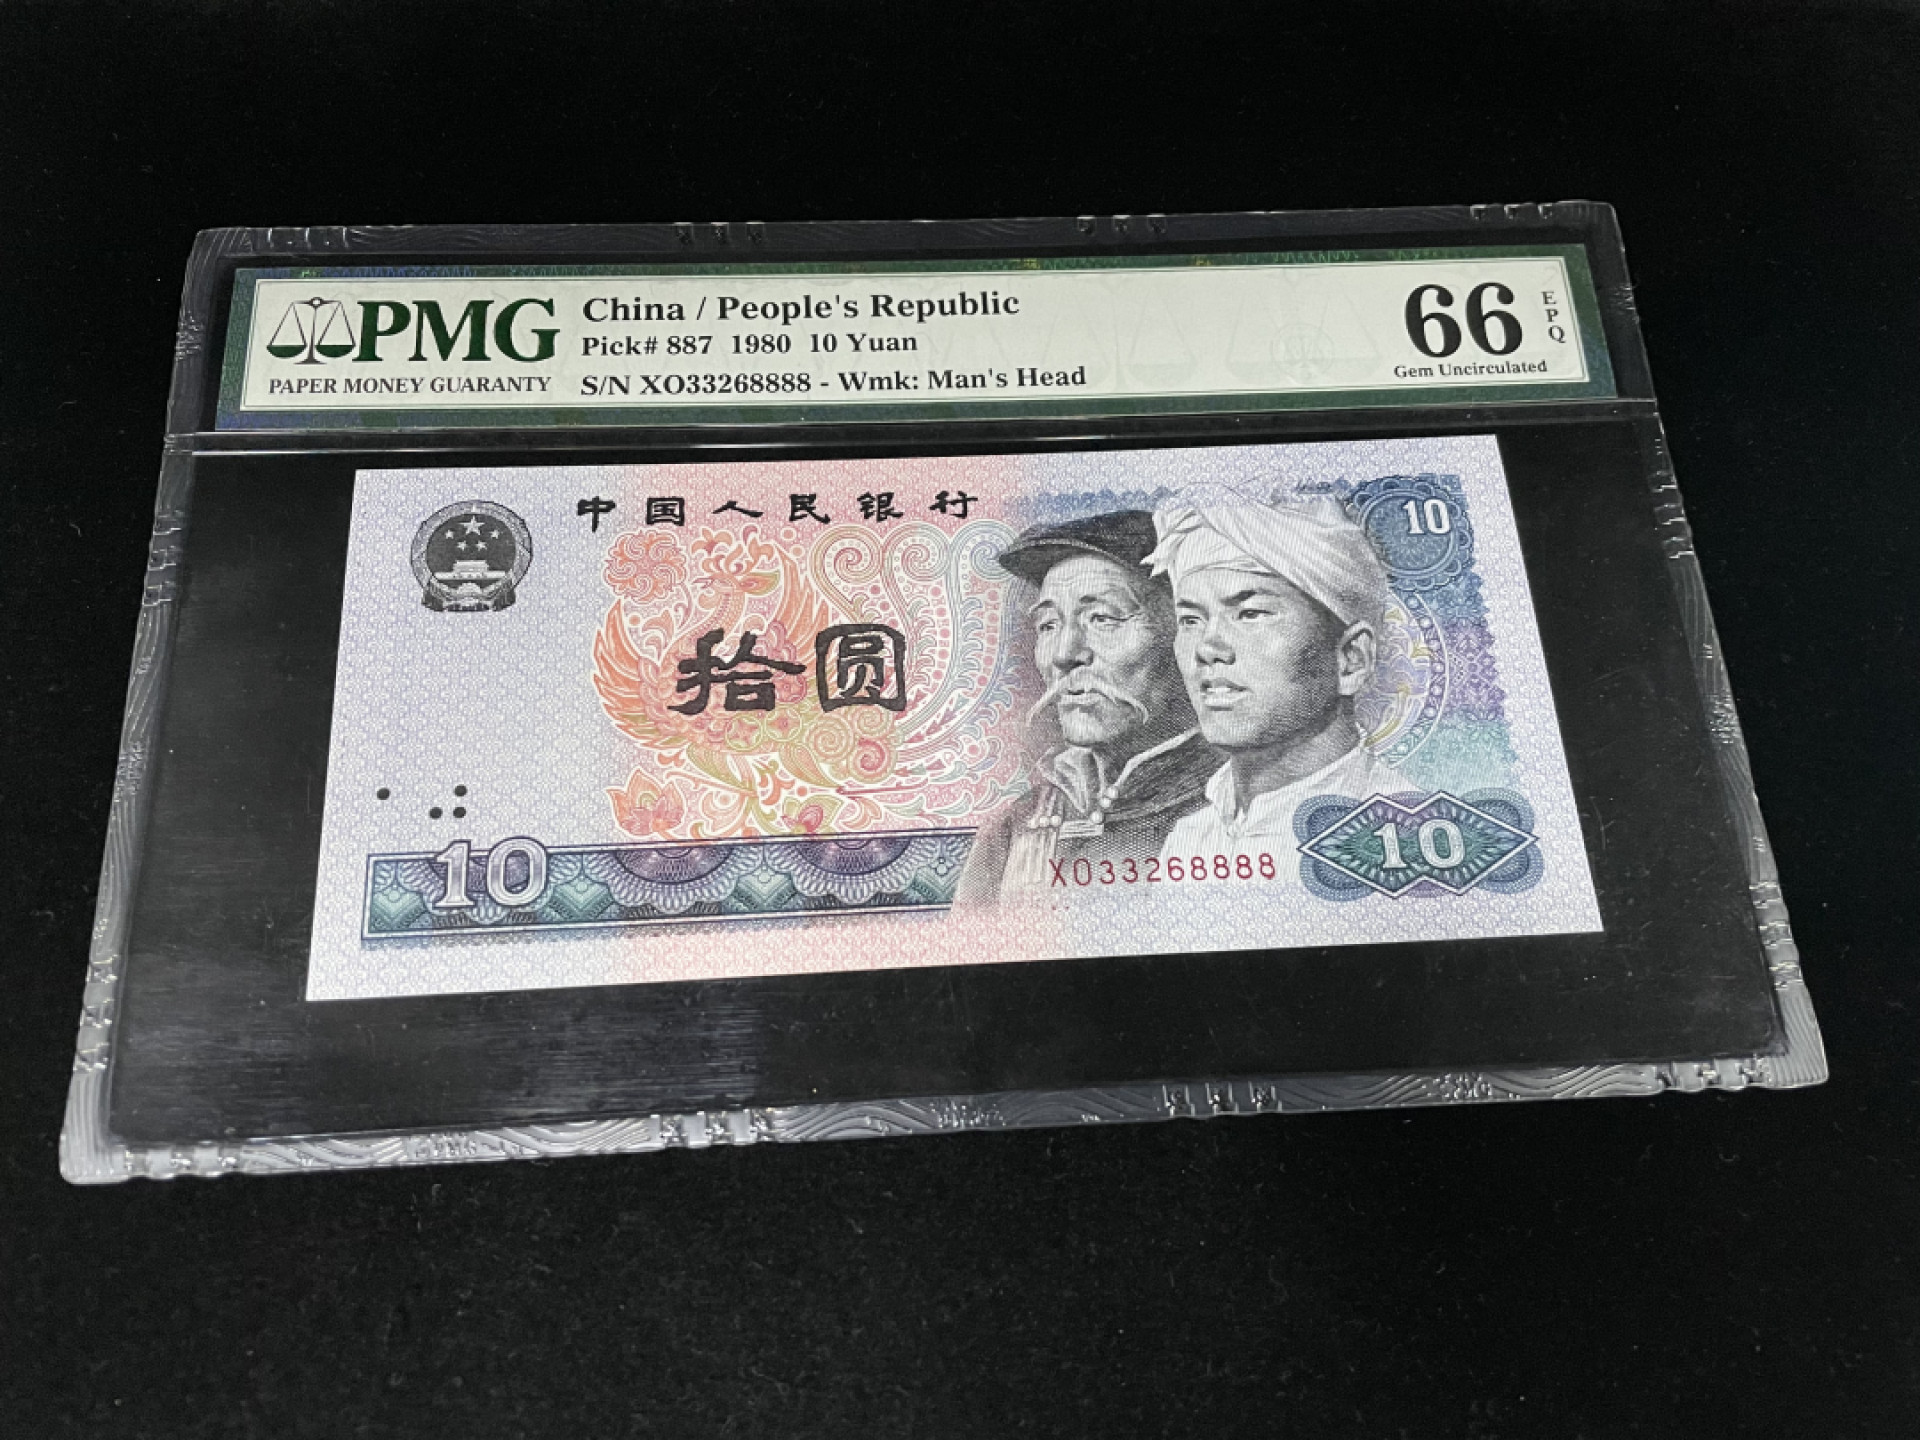 PMG
PAPER MONEY GUARANTY
China / People's Republic
Pick# 887 1980 10 Yuan
S/N XO33268888 - Wmk: Man's Head
66
EPQ
Gem Uncirculated
中国人民银行
10
拾圆
10
XO33268888
10